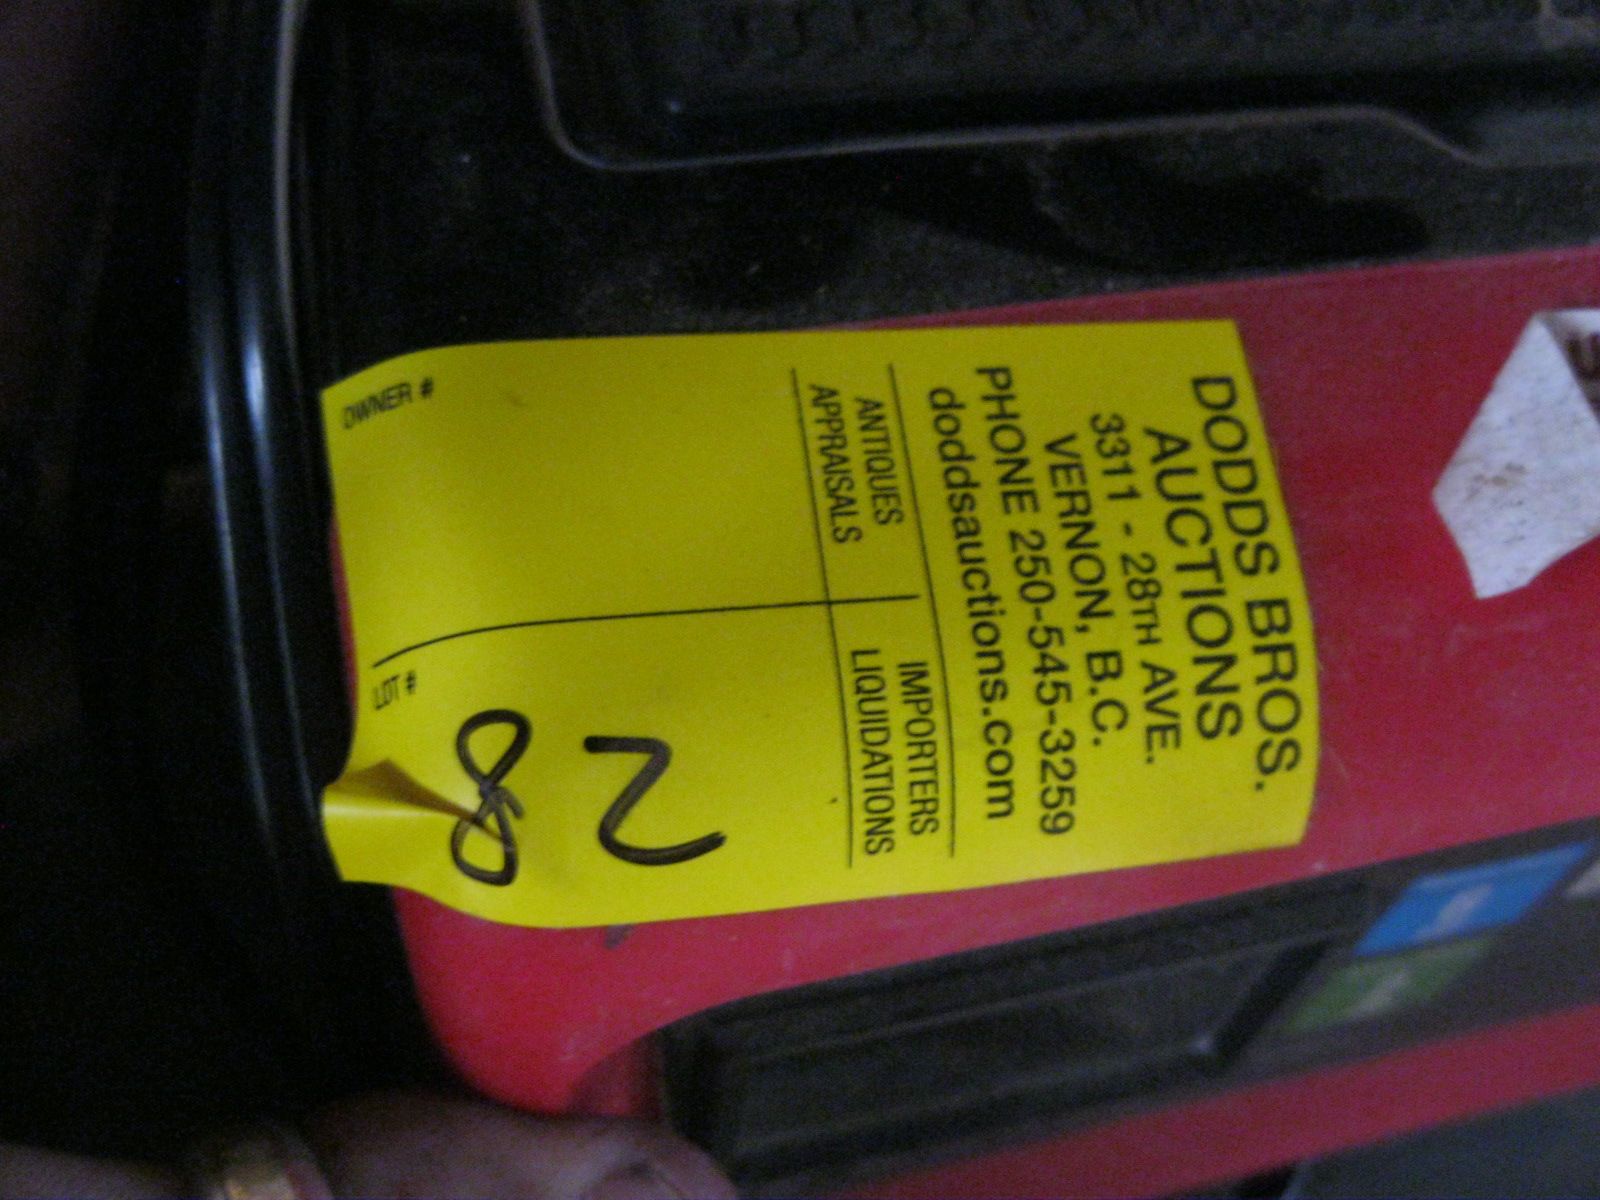 DODDS BROS.
AUCTIONS
3311 - 28TH AVE.
VERNON, B.C.
PHONE 250-545-3259
doddsauctions.com
ANTIQUES
APPRAISALS
IMPORTERS
LIQUIDATIONS
OWNER #
LOT #
82